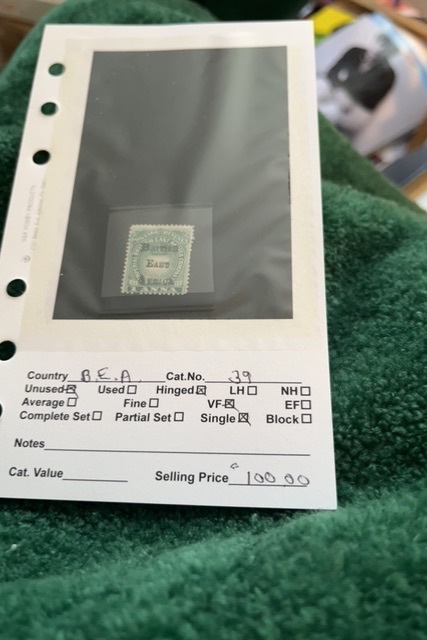 BRITISH
EAST
AFRICA
Country B.E.A Cat.No. 39
Unused☒ Used☐ Hinged☒ LH☐ NH☐
Average☐ Fine☐ VF☒ EF☐
Complete Set☐ Partial Set☐ Single☒ Block☐
Notes
Cat. Value Selling Price 100.00